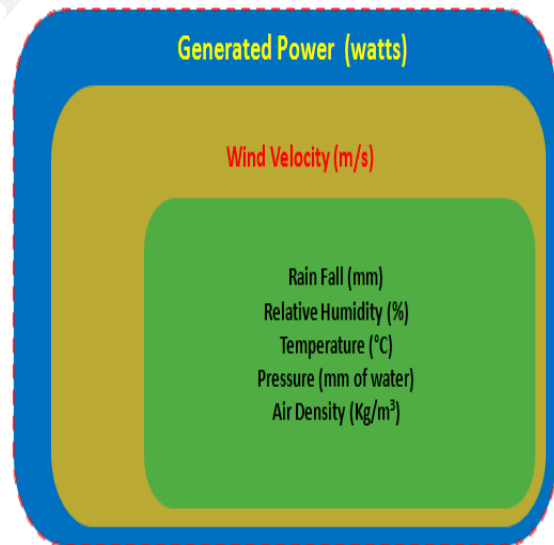 Generated Power (watts)
Wind Velocity (m/s)
Rain Fall (mm)
Relative Humidity (%)
Temperature (°C)
Pressure (mm of water)
Air Density (Kg/m³)